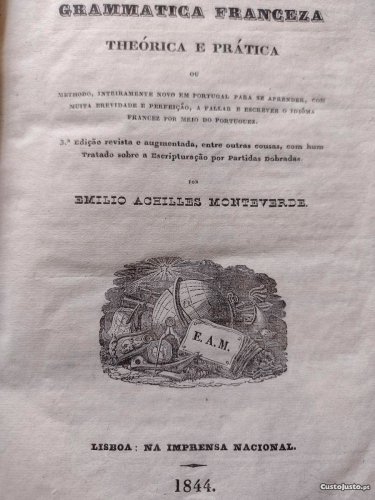 GRAMMATICA FRANCEZA
THEÓRICA E PRÁTICA
OU
METHODO, INTEIRAMENTE NOVO EM PORTUGAL PARA SE APRENDER, COM
MUITA BREVIDADE E PERFEIÇÃO, A FALLAR E ESCREVER O IDIÔMA
FRANCEZ POR MEIO DO PORTUGUEZ.
3.ª Edição revista e augmentada, entre outras cousas, com hum
Tratado sobre a Escripturação por Partidas Dobradas
POR
EMILIO ACHILLES MONTEVERDE.
E. A. M.
LISBOA: NA IMPRENSA NACIONAL.
1844.
CustoJusto.pt